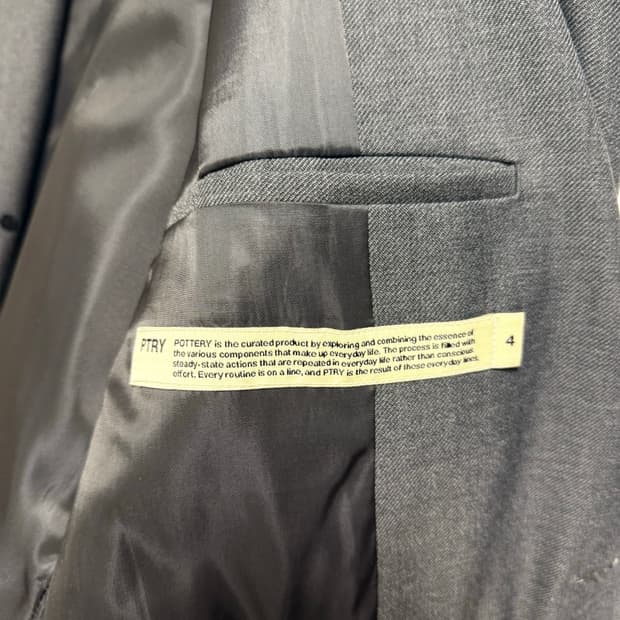 PTRY
POTTERY is the curated product by exploring and combining the essence of
the various components that make up everyday life. The process is filled with
steady-state actions that are repeated in everyday life rather than conscious
effort. Every routine is on a line, and PTRY is the result of these everyday lines.
4